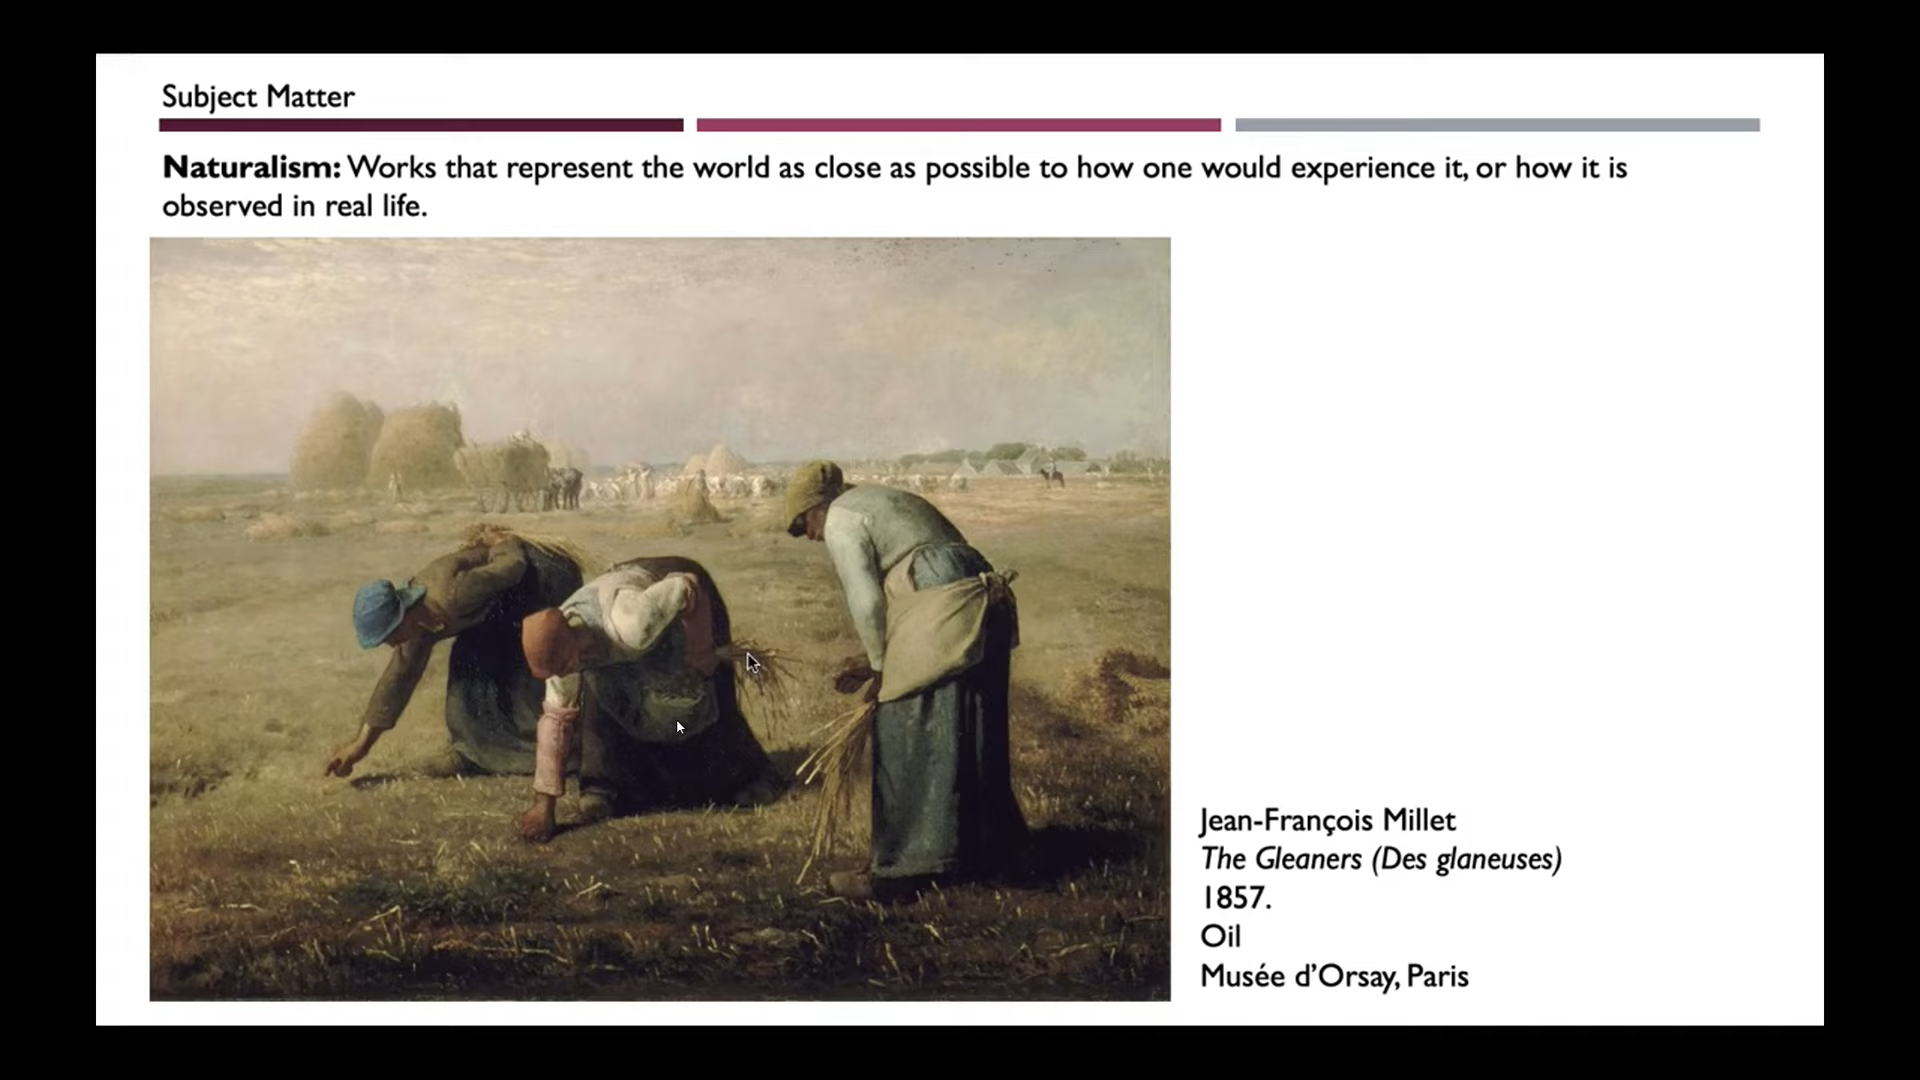 Subject Matter
Naturalism: Works that represent the world as close as possible to how one would experience it, or how it is
observed in real life.
Jean-François Millet
The Gleaners (Des glaneuses)
1857.
Oil
Musée d’Orsay, Paris